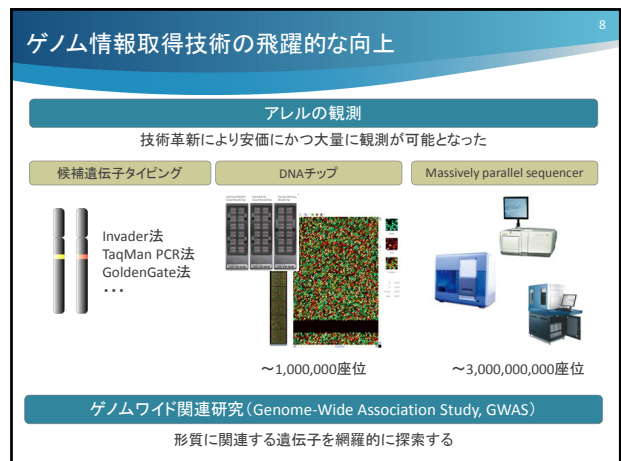 8
ゲノム情報取得技術の飛躍的な向上
アレルの観測
技術革新により安価にかつ大量に観測が可能となった
候補遺伝子タイピング
DNAチップ
Massively parallel sequencer
Invader法
TaqMan PCR法
GoldenGate法
・・・
～1,000,000座位
～3,000,000,000座位
ゲノムワイド関連研究（Genome-Wide Association Study, GWAS）
形質に関連する遺伝子を網羅的に探索する